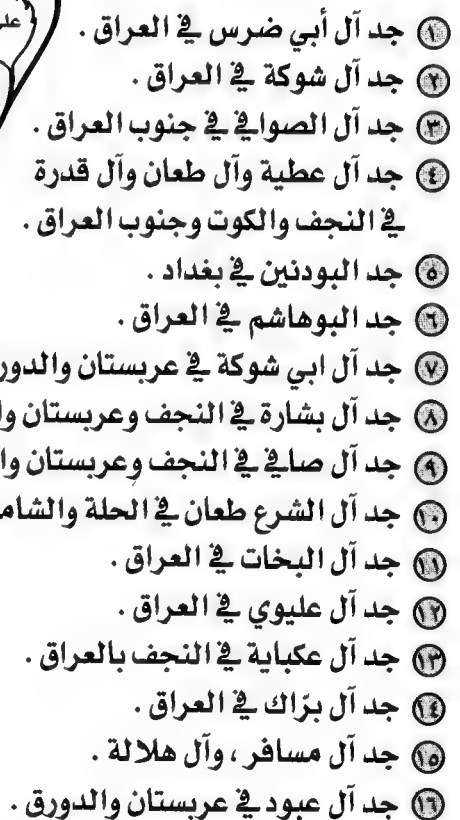 على
١ جد آل أبي ضرس في العراق .
٢ جد آل شوكة في العراق .
٣ جد آل الصوافي في جنوب العراق .
٤ جد آل عطية وآل طعان وآل قدرة
في النجف والكوت وجنوب العراق .
٥ جد البودنين في بغداد .
٦ جد البوهاشم في العراق .
٧ جد آل ابي شوكة في عربستان والدور
٨ جد آل بشارة في النجف وعربستان وا
٩ جد آل صافي في النجف وعربستان وا
١٠ جد آل الشرع طعان في الحلة والشام
١١ جد آل البخات في العراق .
١٢ جد آل عليوي في العراق .
١٣ جد آل عكباية في النجف بالعراق .
١٤ جد آل برّاك في العراق .
١٥ جد آل مسافر ، وآل هلالة .
١٦ جد آل عبود في عربستان والدورق .